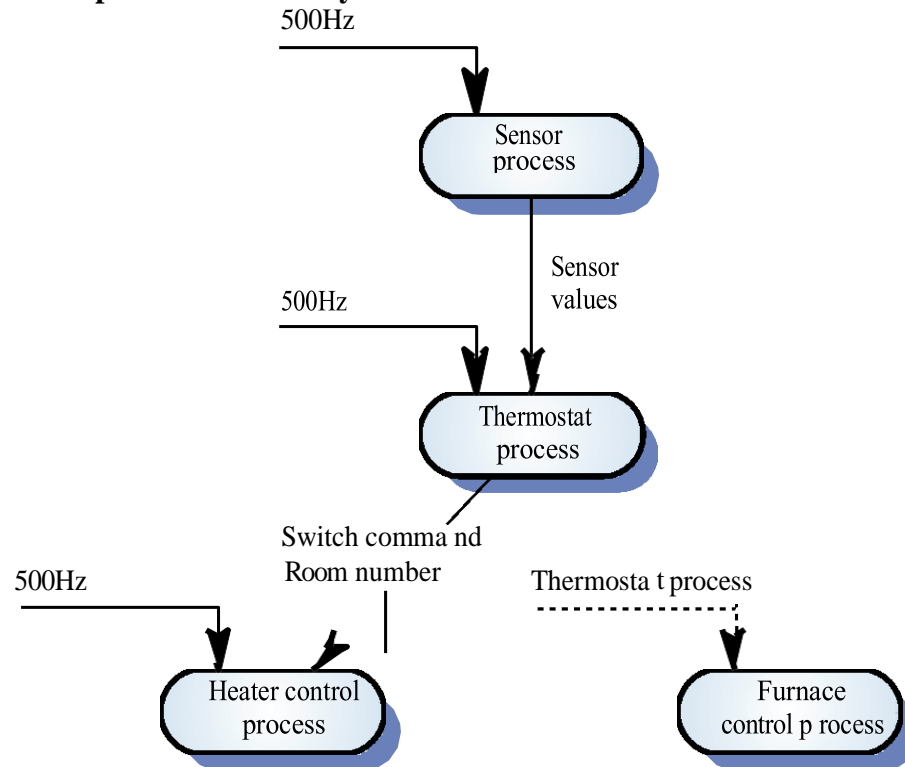 500Hz
Sensor
process
Sensor
values
500Hz
Thermostat
process
Switch comma nd
Room number
500Hz
Thermosta t process
Heater control
process
Furnace
control p rocess